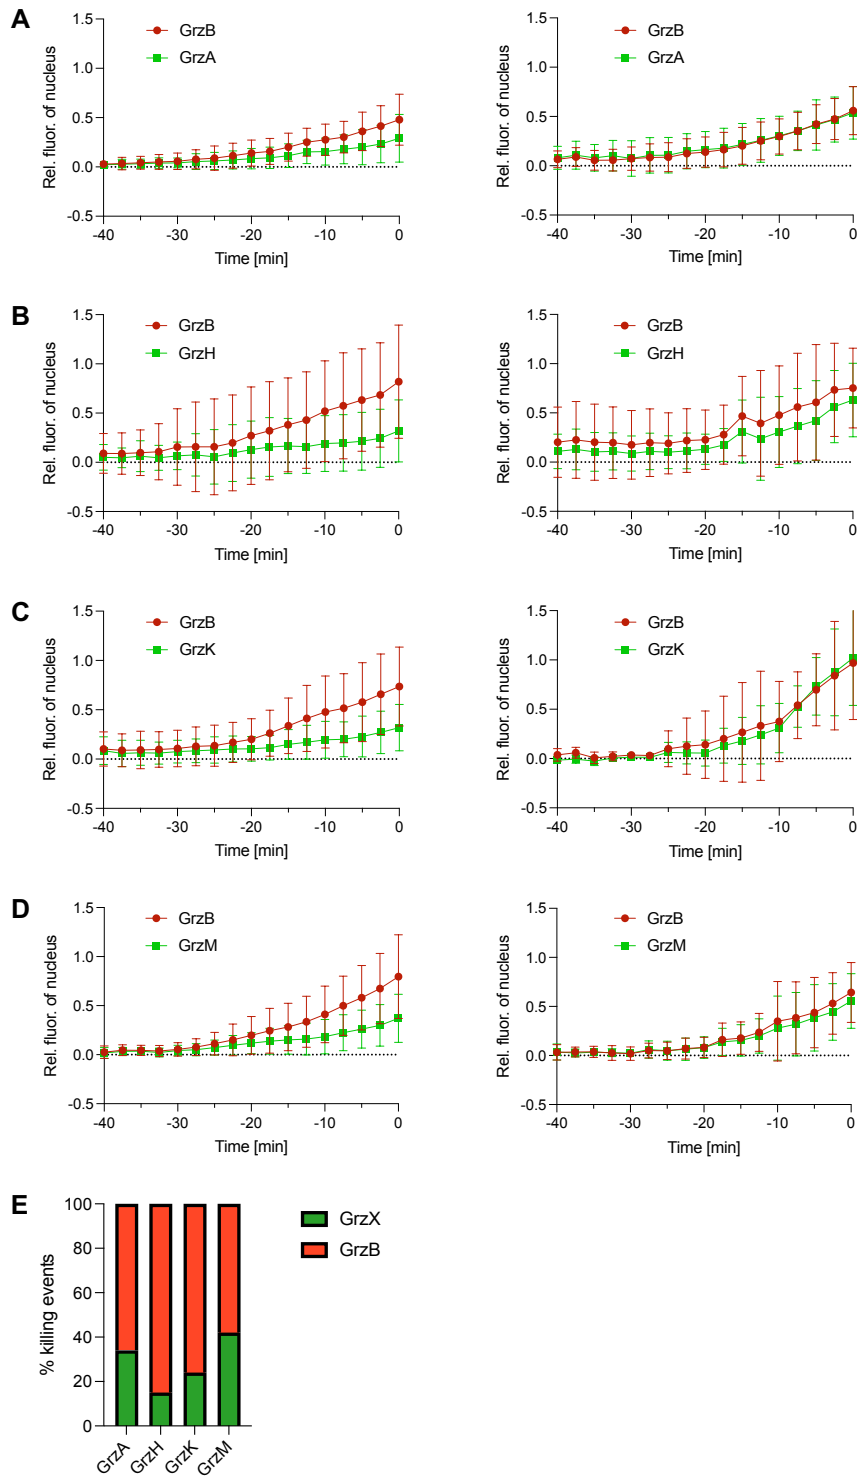 A
Rel. fluor. of nucleus
1.5
1.0
0.5
0.0
-0.5
GrzB
GrzA
-40
-30
-20
-10
0
Time [min]
Rel. fluor. of nucleus
1.5
1.0
0.5
0.0
-0.5
GrzB
GrzA
-40
-30
-20
-10
0
Time [min]
B
Rel. fluor. of nucleus
1.5
1.0
0.5
0.0
-0.5
GrzB
GrzH
-40
-30
-20
-10
0
Time [min]
Rel. fluor. of nucleus
1.5
1.0
0.5
0.0
-0.5
GrzB
GrzH
-40
-30
-20
-10
0
Time [min]
C
Rel. fluor. of nucleus
1.5
1.0
0.5
0.0
-0.5
GrzB
GrzK
-40
-30
-20
-10
0
Time [min]
Rel. fluor. of nucleus
1.5
1.0
0.5
0.0
-0.5
GrzB
GrzK
-40
-30
-20
-10
0
Time [min]
D
Rel. fluor. of nucleus
1.5
1.0
0.5
0.0
-0.5
GrzB
GrzM
-40
-30
-20
-10
0
Time [min]
Rel. fluor. of nucleus
1.5
1.0
0.5
0.0
-0.5
GrzB
GrzM
-40
-30
-20
-10
0
Time [min]
E
% killing events
100
80
60
40
20
0
GrzA
GrzH
GrzK
GrzM
GrzX
GrzB